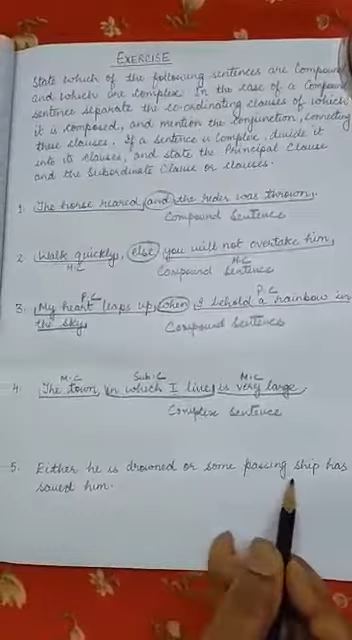 EXERCISE
State which of the following sentences are Compound
and which are complex. In the case of a Compound
sentence separate the co-ordinating clauses of which
it is composed, and mention the conjunction, connecting
these clauses. If a sentence is Complex, divide it
into its clauses, and state the Principal Clause
and the Subordinate Clause or clauses.
1. The horse reared, and the rider was thrown.
Compound Sentence
2. Walk quickly, else you will not overtake him.
M.C M.C
Compound Sentence
P.C P.C
3. My heart leaps up when I behold a rainbow in
the sky.
Compound Sentence
M.C Sub.C M.C
4. The town, in which I live, is very large.
Complex Sentence
5. Either he is drowned or some passing ship has
saved him.